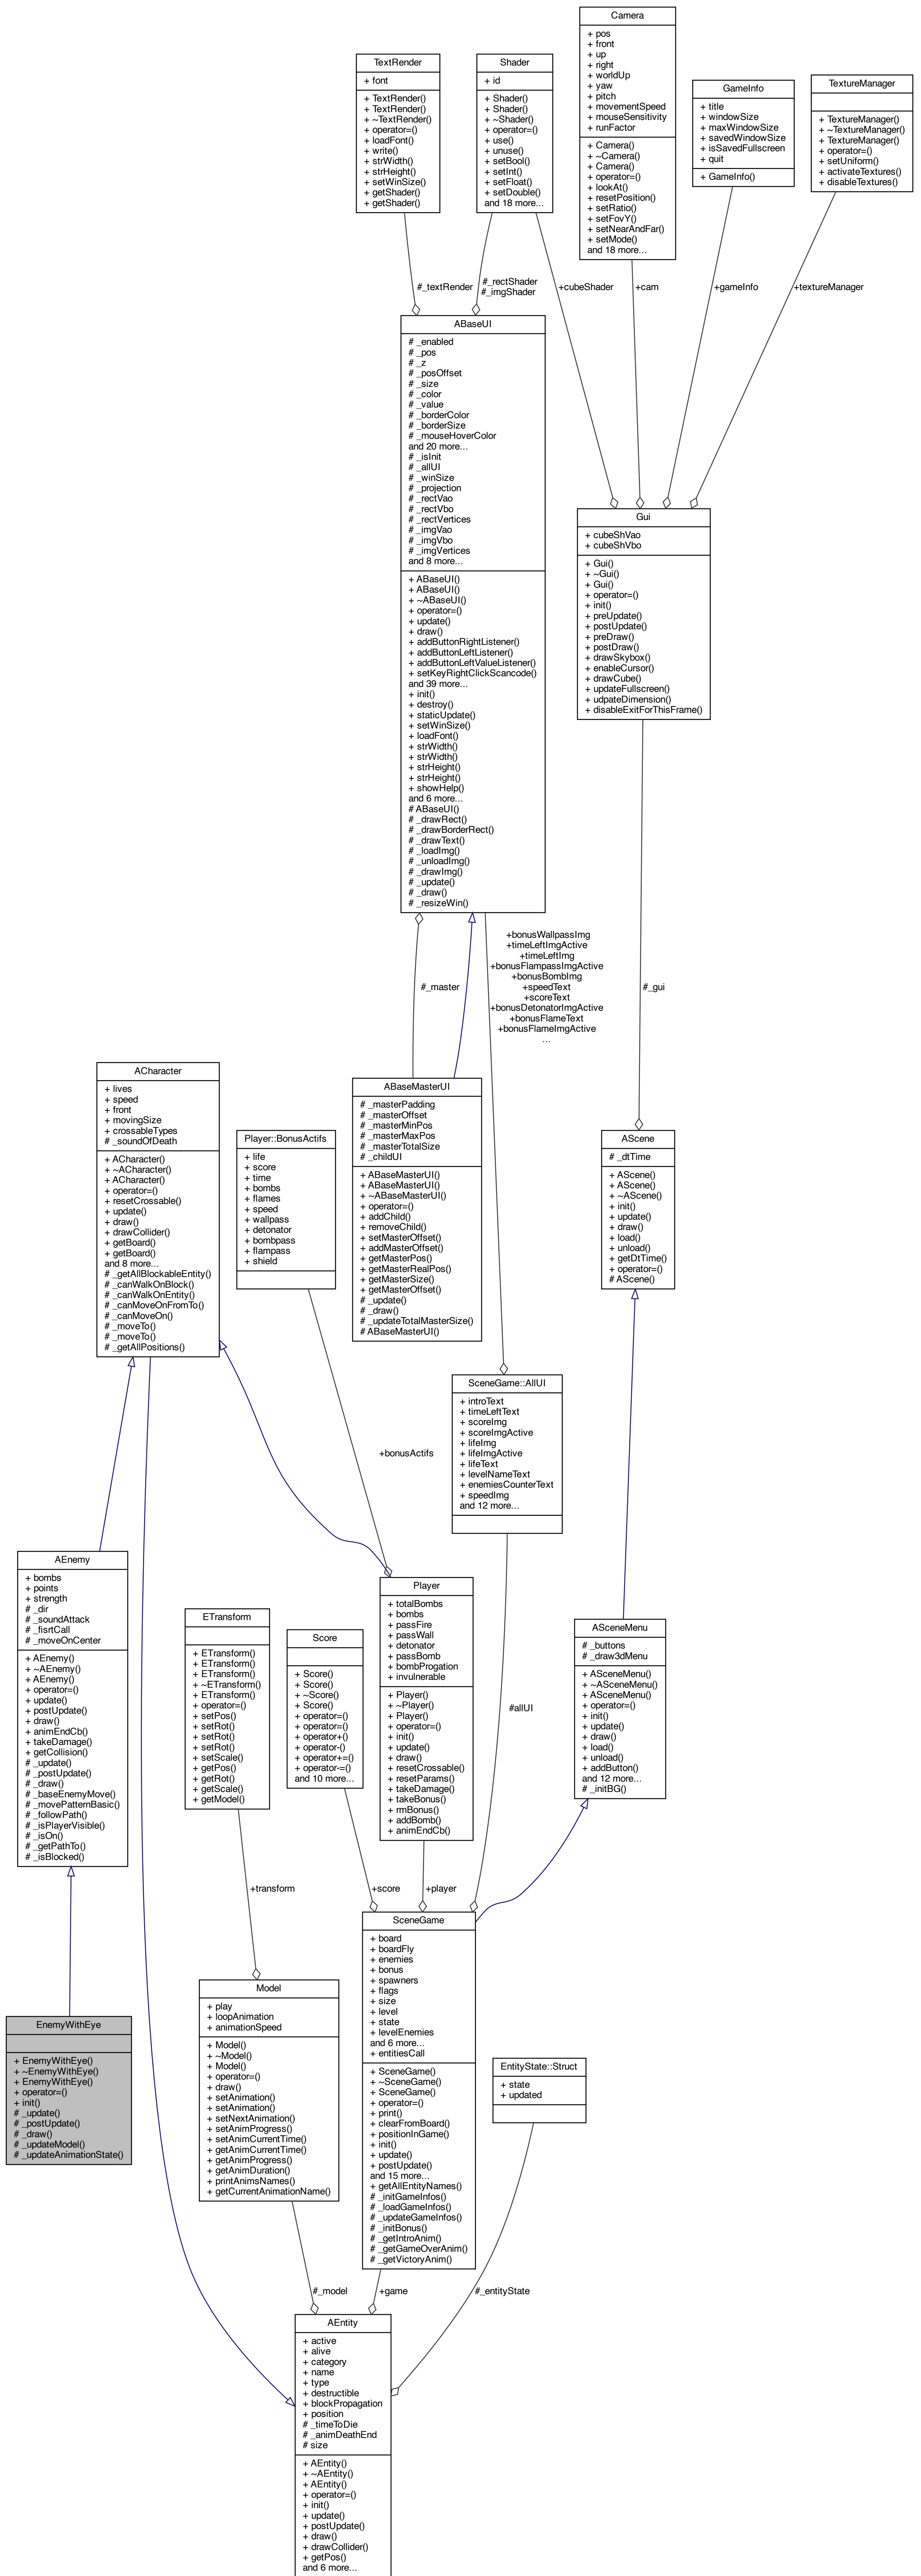 Camera
+ pos
+ front
+ up
+ right
+ worldUp
+ yaw
+ pitch
+ movementSpeed
+ mouseSensitivity
+ runFactor
+ Camera()
+ ~Camera()
+ Camera()
+ operator=()
+ lookAt()
+ resetPosition()
+ setRatio()
+ setFovY()
+ setNearAndFar()
+ setMode()
and 18 more...
TextRender
+ font
+ TextRender()
+ TextRender()
+ ~TextRender()
+ operator=()
+ loadFont()
+ write()
+ strWidth()
+ strHeight()
+ setWinSize()
+ getShader()
+ getShader()
Shader
+ id
+ Shader()
+ Shader()
+ ~Shader()
+ operator=()
+ use()
+ unuse()
+ setBool()
+ setInt()
+ setFloat()
+ setDouble()
and 18 more...
GameInfo
+ title
+ windowSize
+ maxWindowSize
+ savedWindowSize
+ isSavedFullscreen
+ quit
+ GameInfo()
TextureManager
+ TextureManager()
+ ~TextureManager()
+ TextureManager()
+ operator=()
+ setUniform()
+ activateTextures()
+ disableTextures()
#_textRender
#_rectShader
#_imgShader
+cubeShader
+cam
+gameInfo
+textureManager
ABaseUI
# _enabled
# _pos
# _z
# _posOffset
# _size
# _color
# _value
# _borderColor
# _borderSize
# _mouseHoverColor
and 20 more...
# _isInit
# _allUI
# _winSize
# _projection
# _rectVao
# _rectVbo
# _rectVertices
# _imgVao
# _imgVbo
# _imgVertices
and 8 more...
+ ABaseUI()
+ ABaseUI()
+ ~ABaseUI()
+ operator=()
+ update()
+ draw()
+ addButtonRightListener()
+ addButtonLeftListener()
+ addButtonLeftValueListener()
+ setKeyRightClickScancode()
and 39 more...
+ init()
+ destroy()
+ staticUpdate()
+ setWinSize()
+ loadFont()
+ strWidth()
+ strWidth()
+ strHeight()
+ strHeight()
+ showHelp()
and 6 more...
# ABaseUI()
# _drawRect()
# _drawBorderRect()
# _drawText()
# _loadImg()
# _unloadImg()
# _drawImg()
# _update()
# _draw()
# _resizeWin()
Gui
+ cubeShVao
+ cubeShVbo
+ Gui()
+ ~Gui()
+ Gui()
+ operator=()
+ init()
+ preUpdate()
+ postUpdate()
+ preDraw()
+ postDraw()
+ drawSkybox()
+ enableCursor()
+ drawCube()
+ updateFullscreen()
+ udpateDimension()
+ disableExitForThisFrame()
#_master
+bonusWallpassImg
+timeLeftImgActive
+timeLeftImg
+bonusFlampassImgActive
+bonusBombImg
+speedText
+scoreText
+bonusDetonatorImgActive
+bonusFlameText
+bonusFlameImgActive
...
#_gui
ACharacter
+ lives
+ speed
+ front
+ movingSize
+ crossableTypes
# _soundOfDeath
+ ACharacter()
+ ~ACharacter()
+ ACharacter()
+ operator=()
+ resetCrossable()
+ update()
+ draw()
+ drawCollider()
+ getBoard()
+ getBoard()
and 8 more...
# _getAllBlockableEntity()
# _canWalkOnBlock()
# _canWalkOnEntity()
# _canMoveOnFromTo()
# _canMoveOn()
# _moveTo()
# _moveTo()
# _getAllPositions()
Player::BonusActifs
+ life
+ score
+ time
+ bombs
+ flames
+ speed
+ wallpass
+ detonator
+ bombpass
+ flampass
+ shield
ABaseMasterUI
# _masterPadding
# _masterOffset
# _masterMinPos
# _masterMaxPos
# _masterTotalSize
# _childUI
+ ABaseMasterUI()
+ ABaseMasterUI()
+ ~ABaseMasterUI()
+ operator=()
+ addChild()
+ removeChild()
+ setMasterOffset()
+ addMasterOffset()
+ getMasterPos()
+ getMasterRealPos()
+ getMasterSize()
+ getMasterOffset()
# _update()
# _draw()
# _updateTotalMasterSize()
# ABaseMasterUI()
AScene
# _dtTime
+ AScene()
+ AScene()
+ ~AScene()
+ init()
+ update()
+ draw()
+ load()
+ unload()
+ getDtTime()
+ operator=()
# AScene()
+bonusActifs
SceneGame::AllUI
+ introText
+ timeLeftText
+ scoreImg
+ scoreImgActive
+ lifeImg
+ lifeImgActive
+ lifeText
+ levelNameText
+ enemiesCounterText
+ speedImg
and 12 more...
AEnemy
+ bombs
+ points
+ strength
# _dir
# _soundAttack
# _fisrtCall
# _moveOnCenter
+ AEnemy()
+ ~AEnemy()
+ AEnemy()
+ operator=()
+ update()
+ postUpdate()
+ draw()
+ animEndCb()
+ takeDamage()
+ getCollision()
# _update()
# _postUpdate()
# _draw()
# _baseEnemyMove()
# _movePatternBasic()
# _followPath()
# _isPlayerVisible()
# _isOn()
# _getPathTo()
# _isBlocked()
ETransform
+ ETransform()
+ ETransform()
+ ETransform()
+ ~ETransform()
+ ETransform()
+ operator=()
+ setPos()
+ setRot()
+ setRot()
+ setRot()
+ setScale()
+ getPos()
+ getRot()
+ getScale()
+ getModel()
Score
+ Score()
+ Score()
+ ~Score()
+ Score()
+ operator=()
+ operator=()
+ operator+()
+ operator-()
+ operator+=()
+ operator-=()
and 10 more...
Player
+ totalBombs
+ bombs
+ passFire
+ passWall
+ detonator
+ passBomb
+ bombProgation
+ invulnerable
+ Player()
+ ~Player()
+ Player()
+ operator=()
+ init()
+ update()
+ draw()
+ resetCrossable()
+ resetParams()
+ takeDamage()
+ takeBonus()
+ rmBonus()
+ addBomb()
+ animEndCb()
#allUI
ASceneMenu
# _buttons
# _draw3dMenu
+ ASceneMenu()
+ ~ASceneMenu()
+ ASceneMenu()
+ operator=()
+ init()
+ update()
+ draw()
+ load()
+ unload()
+ addButton()
and 12 more...
# _initBG()
+transform
+score
+player
EnemyWithEye
+ EnemyWithEye()
+ ~EnemyWithEye()
+ EnemyWithEye()
+ operator=()
+ init()
# _update()
# _postUpdate()
# _draw()
# _updateModel()
# _updateAnimationState()
Model
+ play
+ loopAnimation
+ animationSpeed
+ Model()
+ ~Model()
+ Model()
+ operator=()
+ draw()
+ setAnimation()
+ setAnimation()
+ setNextAnimation()
+ setAnimProgress()
+ setAnimCurrentTime()
+ getAnimCurrentTime()
+ getAnimProgress()
+ getAnimDuration()
+ printAnimsNames()
+ getCurrentAnimationName()
SceneGame
+ board
+ boardFly
+ enemies
+ bonus
+ spawners
+ flags
+ size
+ level
+ state
+ levelEnemies
and 6 more...
+ entitiesCall
+ SceneGame()
+ ~SceneGame()
+ SceneGame()
+ operator=()
+ print()
+ clearFromBoard()
+ positionInGame()
+ init()
+ update()
+ postUpdate()
and 15 more...
+ getAllEntityNames()
# _initGameInfos()
# _loadGameInfos()
# _updateGameInfos()
# _initBonus()
# _getIntroAnim()
# _getGameOverAnim()
# _getVictoryAnim()
EntityState::Struct
+ state
+ updated
#_model
+game
#_entityState
AEntity
+ active
+ alive
+ category
+ name
+ type
+ destructible
+ blockPropagation
+ position
# _timeToDie
# _animDeathEnd
# size
+ AEntity()
+ ~AEntity()
+ AEntity()
+ operator=()
+ init()
+ update()
+ postUpdate()
+ draw()
+ drawCollider()
+ getPos()
and 6 more...